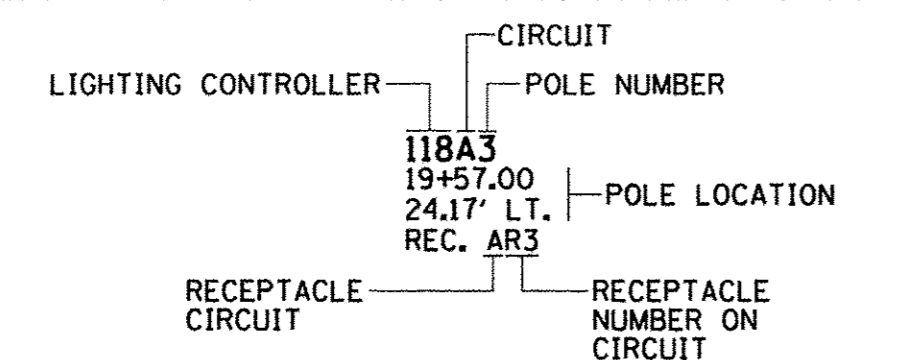 CIRCUIT
LIGHTING CONTROLLER
POLE NUMBER
118A3
19+57.00
24.17' LT.
POLE LOCATION
REC. AR3
RECEPTACLE
CIRCUIT
RECEPTACLE
NUMBER ON
CIRCUIT